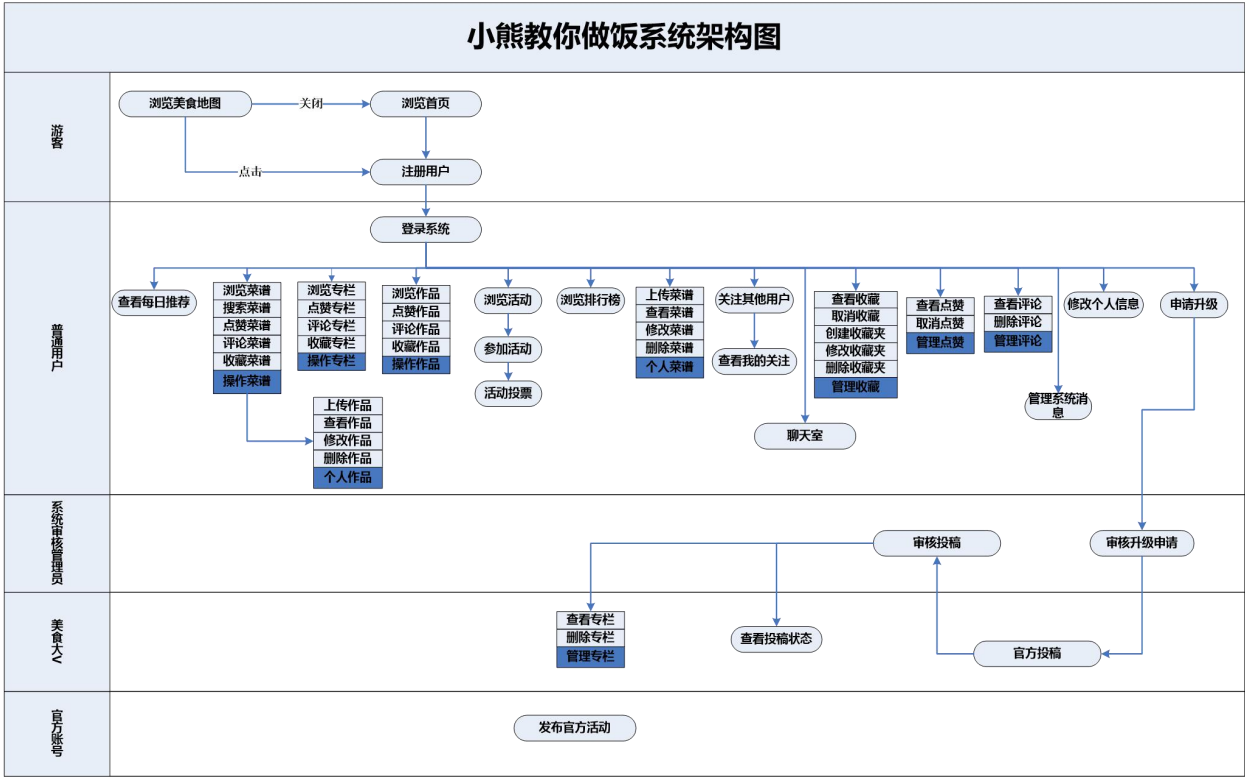 小熊教你做饭系统架构图
游客
浏览美食地图
关闭
浏览首页
点击
注册用户
普通用户
登录系统
查看每日推荐
浏览菜谱
搜索菜谱
点赞菜谱
评论菜谱
收藏菜谱
操作菜谱
浏览专栏
点赞专栏
评论专栏
收藏专栏
操作专栏
浏览作品
点赞作品
评论作品
收藏作品
操作作品
浏览活动
参加活动
活动投票
浏览排行榜
上传菜谱
查看菜谱
修改菜谱
删除菜谱
个人菜谱
关注其他用户
查看我的关注
聊天室
查看收藏
取消收藏
创建收藏夹
修改收藏夹
删除收藏夹
管理收藏
查看点赞
取消点赞
管理点赞
查看评论
删除评论
管理评论
管理系统消
息
修改个人信息
申请升级
上传作品
查看作品
修改作品
删除作品
个人作品
系统审核管理员
审核投稿
审核升级申请
美食大V
查看专栏
删除专栏
管理专栏
查看投稿状态
官方投稿
官方账号
发布官方活动